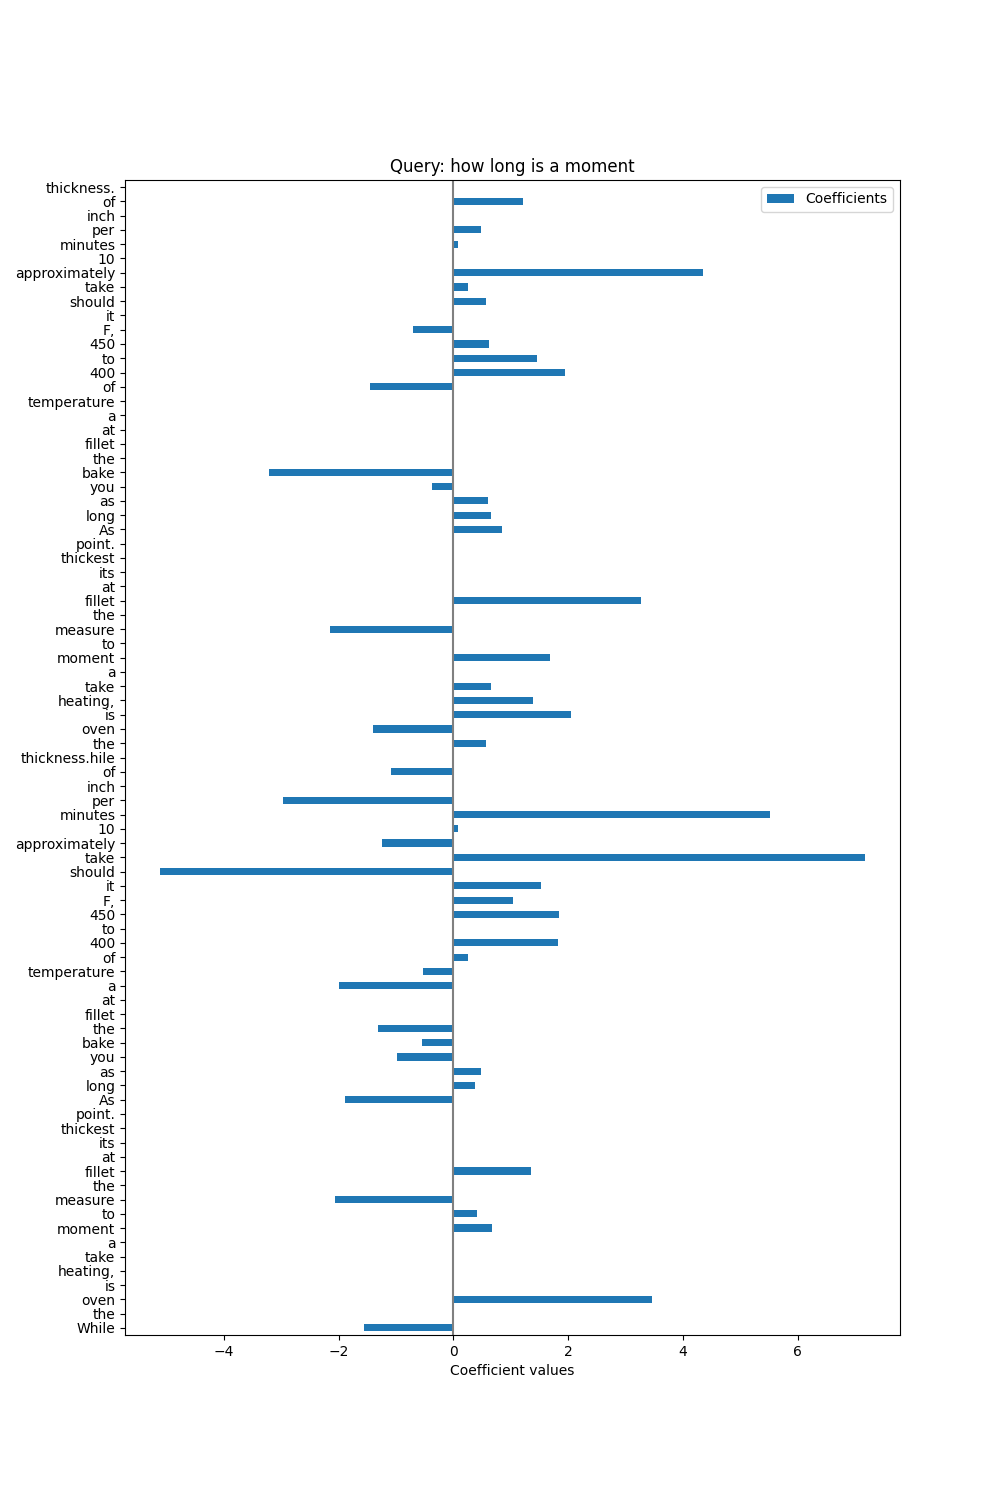 Query: how long is a moment
Coefficients
thickness.
of
inch
per
minutes
10
approximately
take
should
it
F,
450
to
400
of
temperature
a
at
fillet
the
bake
you
as
long
As
point.
thickest
its
at
fillet
the
measure
to
moment
a
take
heating,
is
oven
the
thickness.hile
of
inch
per
minutes
10
approximately
take
should
it
F,
450
to
400
of
temperature
a
at
fillet
the
bake
you
as
long
As
point.
thickest
its
at
fillet
the
measure
to
moment
a
take
heating,
is
oven
the
While
−4 −2 0 2 4 6
Coefficient values